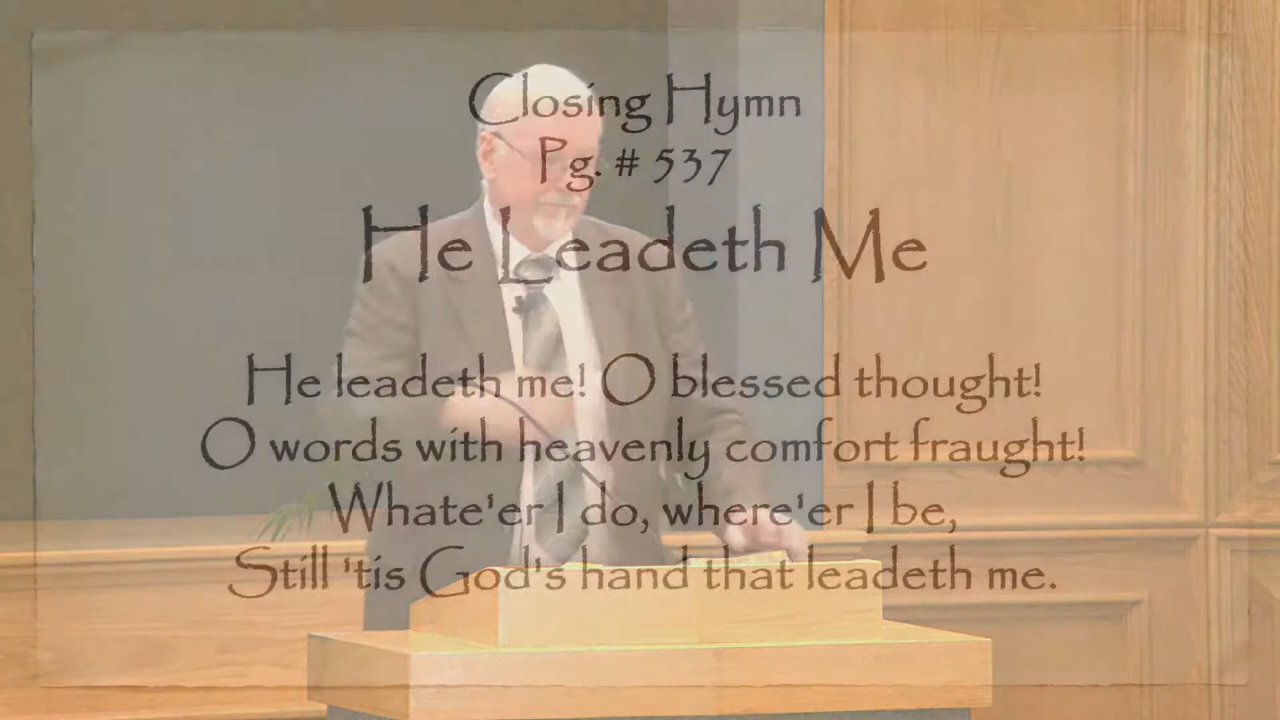 Closing Hymn
Pg. # 537
He Leadeth Me
He leadeth me! O blessed thought!
O words with heavenly comfort fraught!
Whate'er I do, where'er I be,
Still 'tis God's hand that leadeth me.